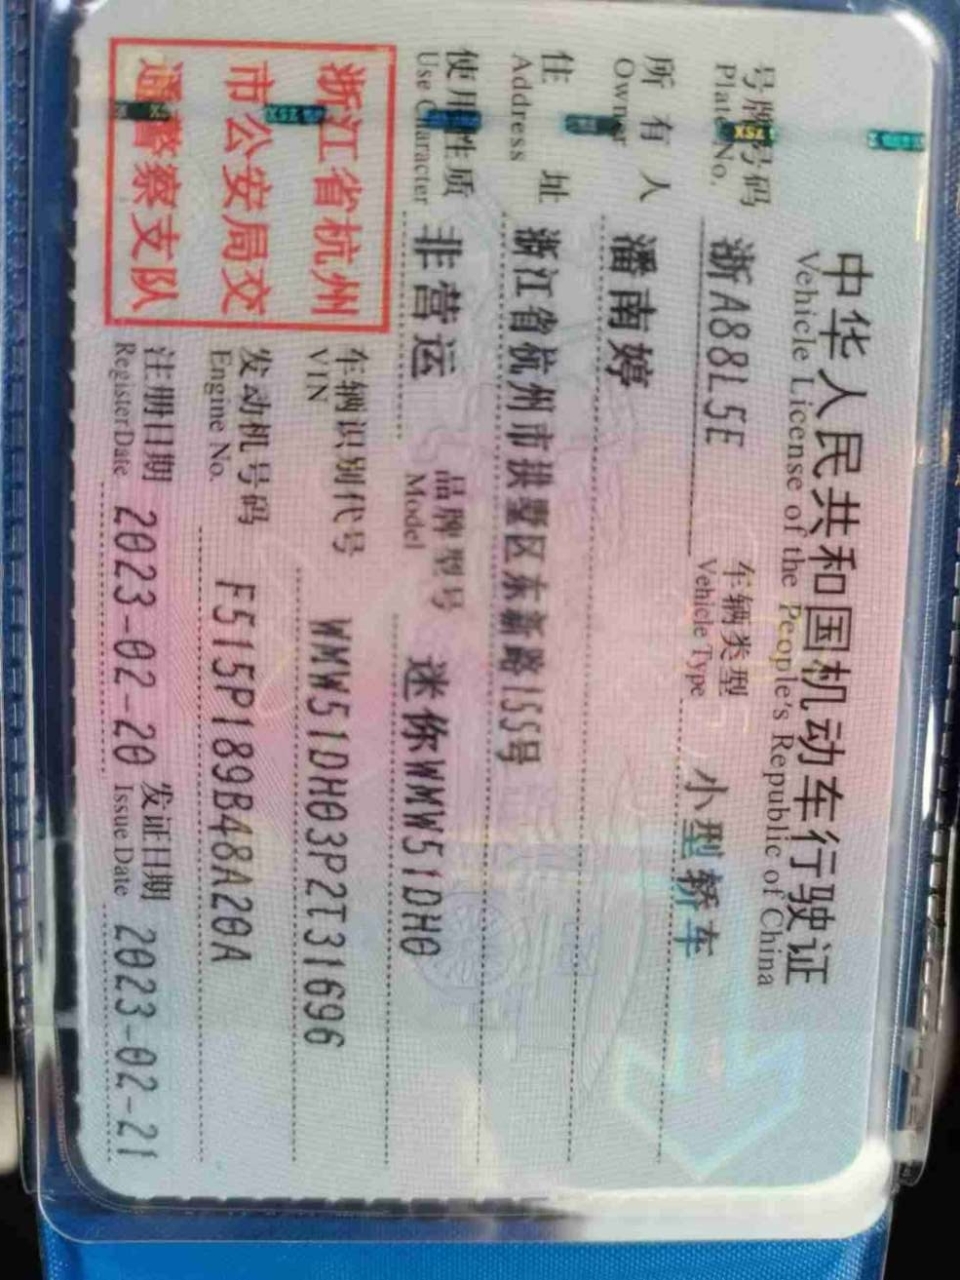 中华人民共和国机动车行驶证
Vehicle License of the People's Republic of China
号牌号码 浙A88L5E 车辆类型 小型轿车
Plate No. Vehicle Type
所有人 潘南婷
Owner
住址 浙江省杭州市拱墅区东新路155号
Address
使用性质 非营运 品牌型号 迷你WMW51DH0
Use Character Model
浙江省杭州
市公安局交
通警察支队
车辆识别代号 WMW51DH03P2T31696
VIN
发动机号码 F515P189B48A20A
Engine No.
注册日期 2023-02-20 发证日期 2023-02-21
Register Date Issue Date